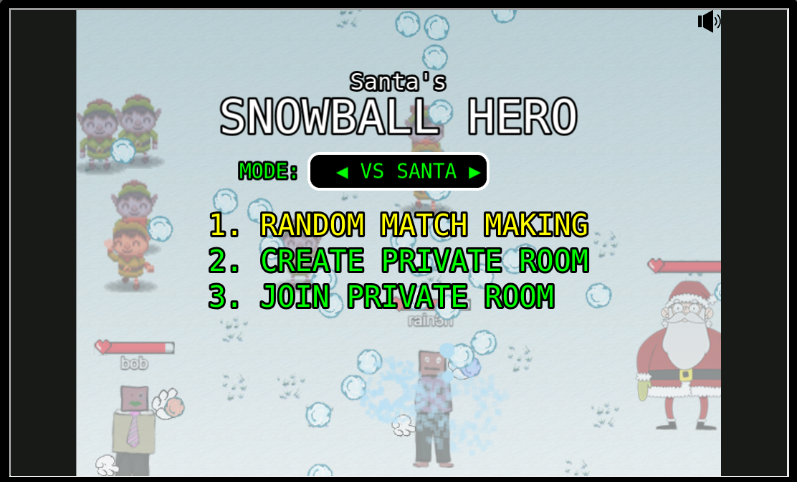 Santa's
SNOWBALL HERO
MODE: ◀ VS SANTA ▶
1. RANDOM MATCH MAKING
2. CREATE PRIVATE ROOM
3. JOIN PRIVATE ROOM
bob